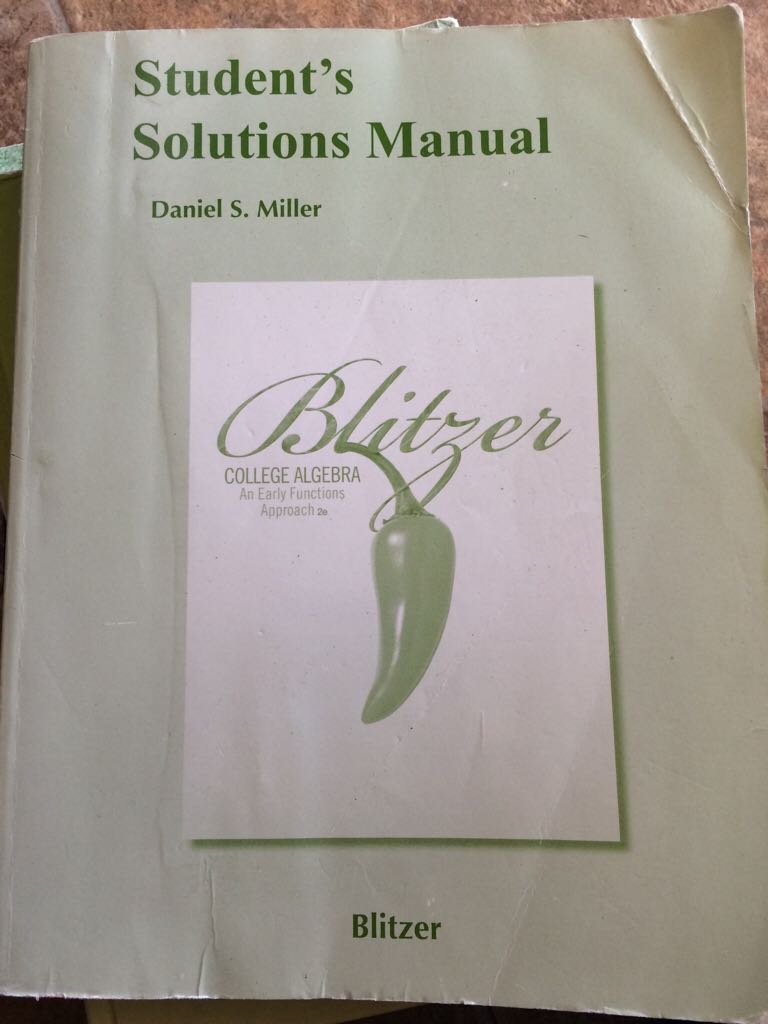 Student's
Solutions Manual
Daniel S. Miller
Blitzer
COLLEGE ALGEBRA
An Early Functions
Approach 2e
Blitzer